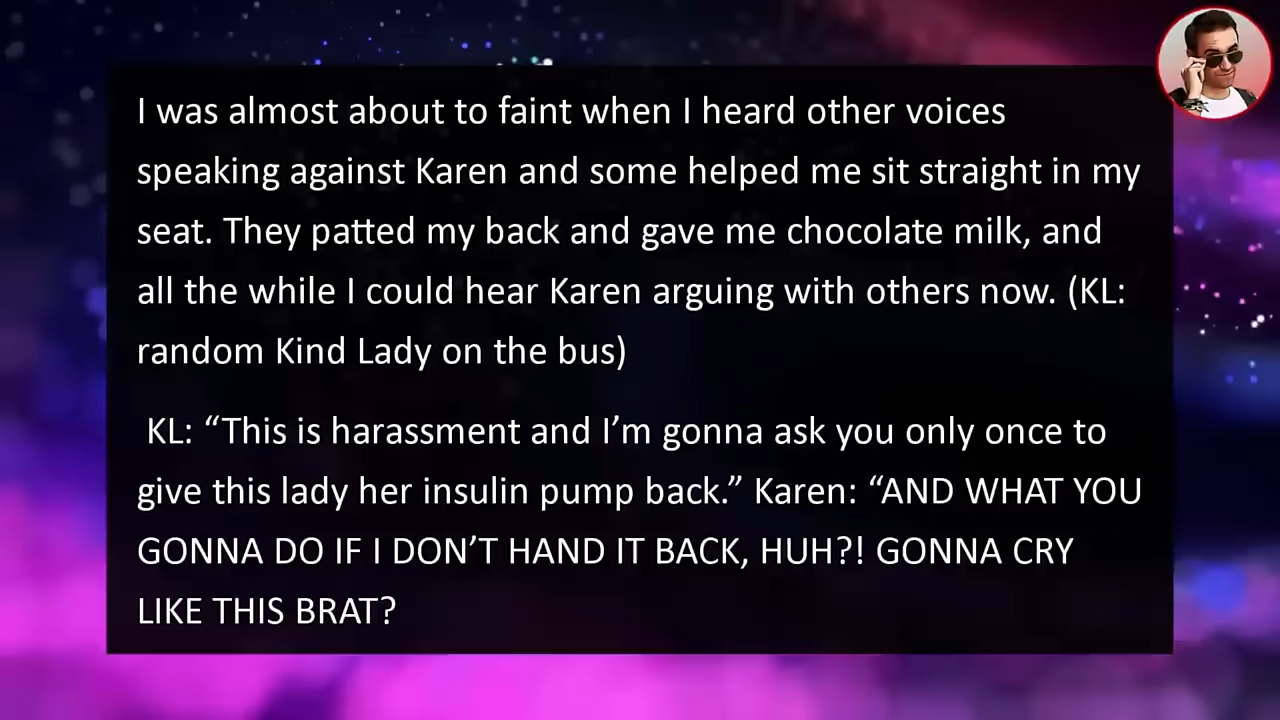 I was almost about to faint when I heard other voices
speaking against Karen and some helped me sit straight in my
seat. They patted my back and gave me chocolate milk, and
all the while I could hear Karen arguing with others now. (KL:
random Kind Lady on the bus)
KL: “This is harassment and I’m gonna ask you only once to
give this lady her insulin pump back.” Karen: “AND WHAT YOU
GONNA DO IF I DON’T HAND IT BACK, HUH?! GONNA CRY
LIKE THIS BRAT?